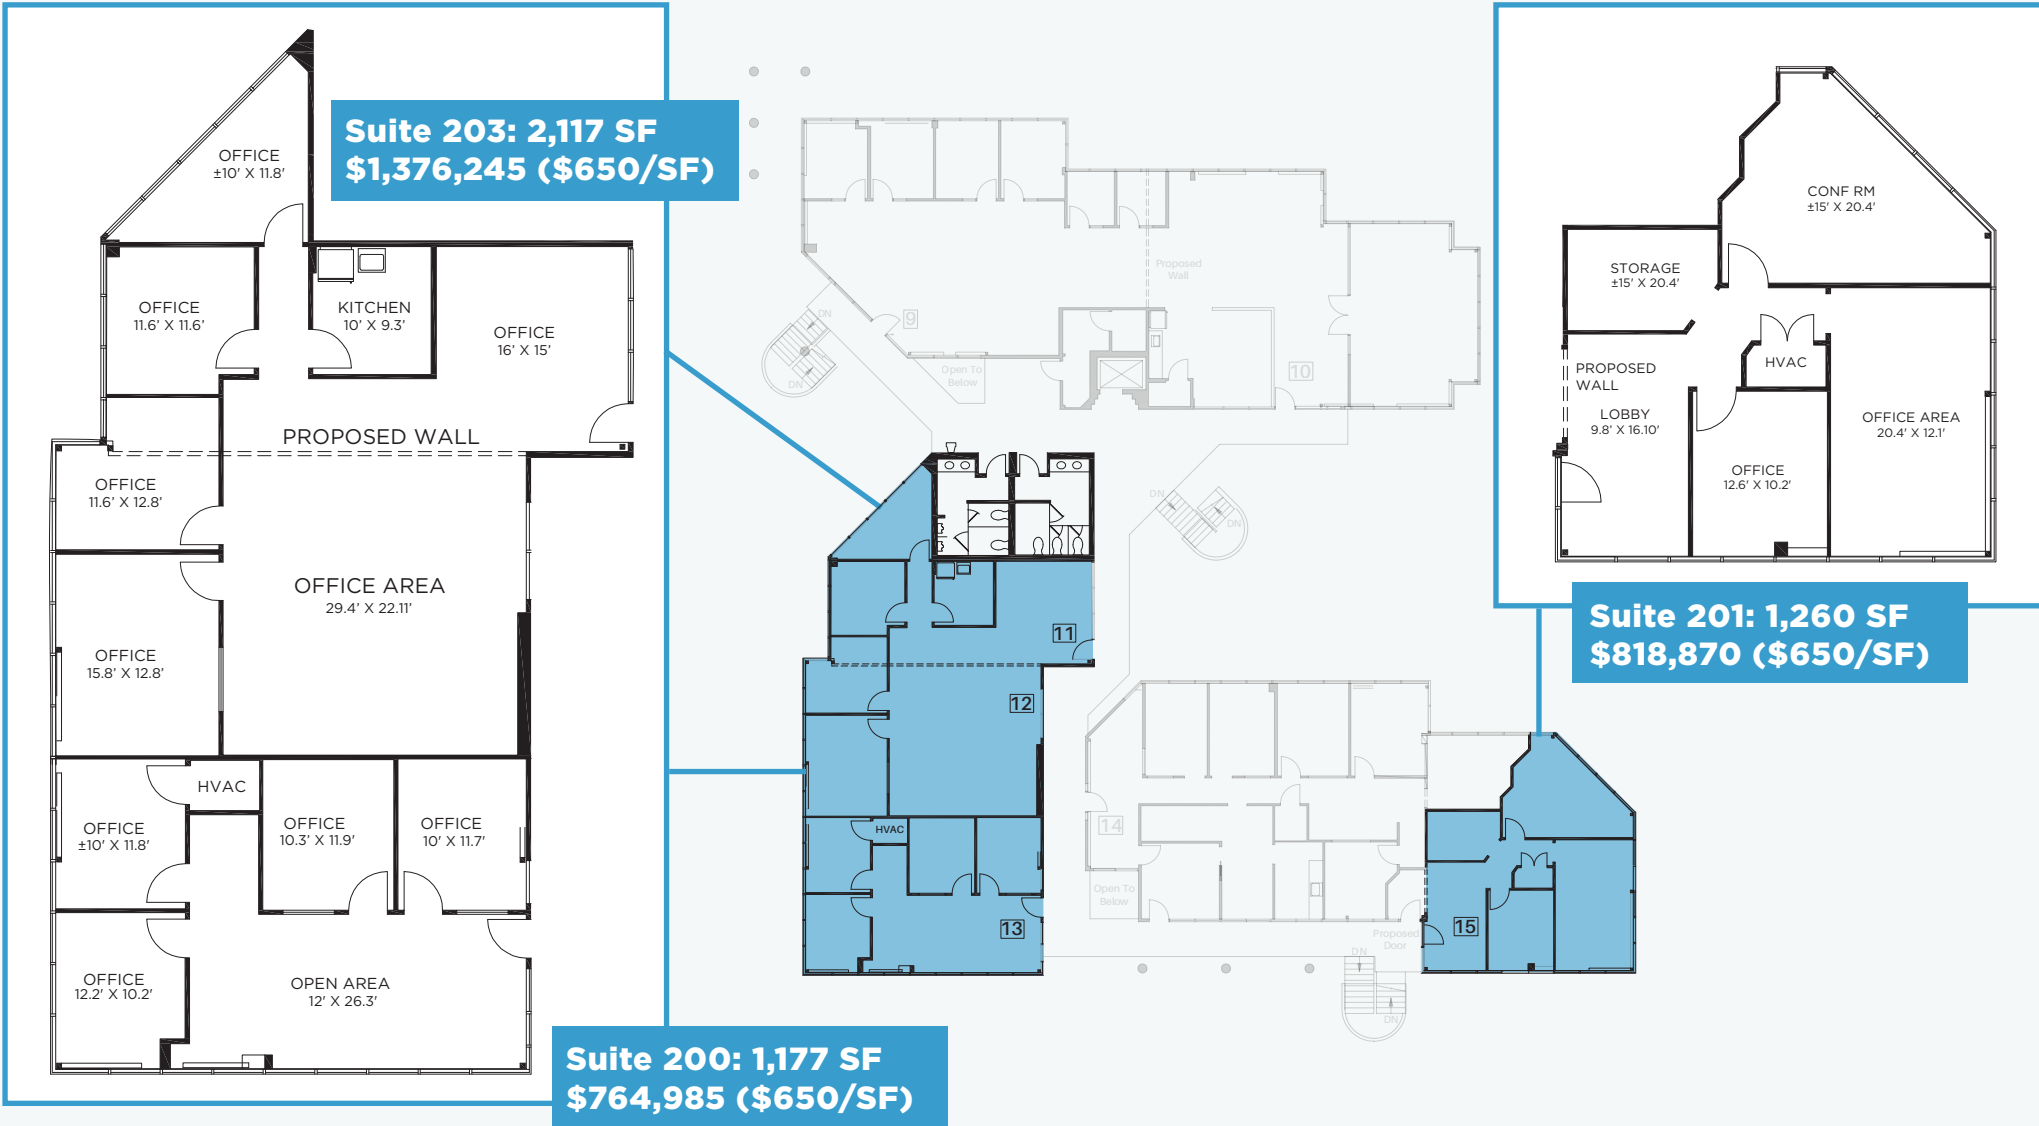 OFFICE
±10' X 11.8'
Suite 203: 2,117 SF
$1,376,245 ($650/SF)
OFFICE
11.6' X 11.6'
KITCHEN
10' X 9.3'
OFFICE
16' X 15'
PROPOSED WALL
OFFICE
11.6' X 12.8'
OFFICE AREA
29.4' X 22.11'
OFFICE
15.8' X 12.8'
HVAC
OFFICE
±10' X 11.8'
OFFICE
10.3' X 11.9'
OFFICE
10' X 11.7'
OFFICE
12.2' X 10.2'
OPEN AREA
12' X 26.3'
Suite 200: 1,177 SF
$764,985 ($650/SF)
Proposed
Wall
DN
9
DN
Open To
Below
10
DN
DN
11
12
HVAC
13
14
Open To
Below
Proposed
Door
DN
DN
15
CONF RM
±15' X 20.4'
STORAGE
±15' X 20.4'
HVAC
PROPOSED
WALL
LOBBY
9.8' X 16.10'
OFFICE AREA
20.4' X 12.1'
OFFICE
12.6' X 10.2'
Suite 201: 1,260 SF
$818,870 ($650/SF)